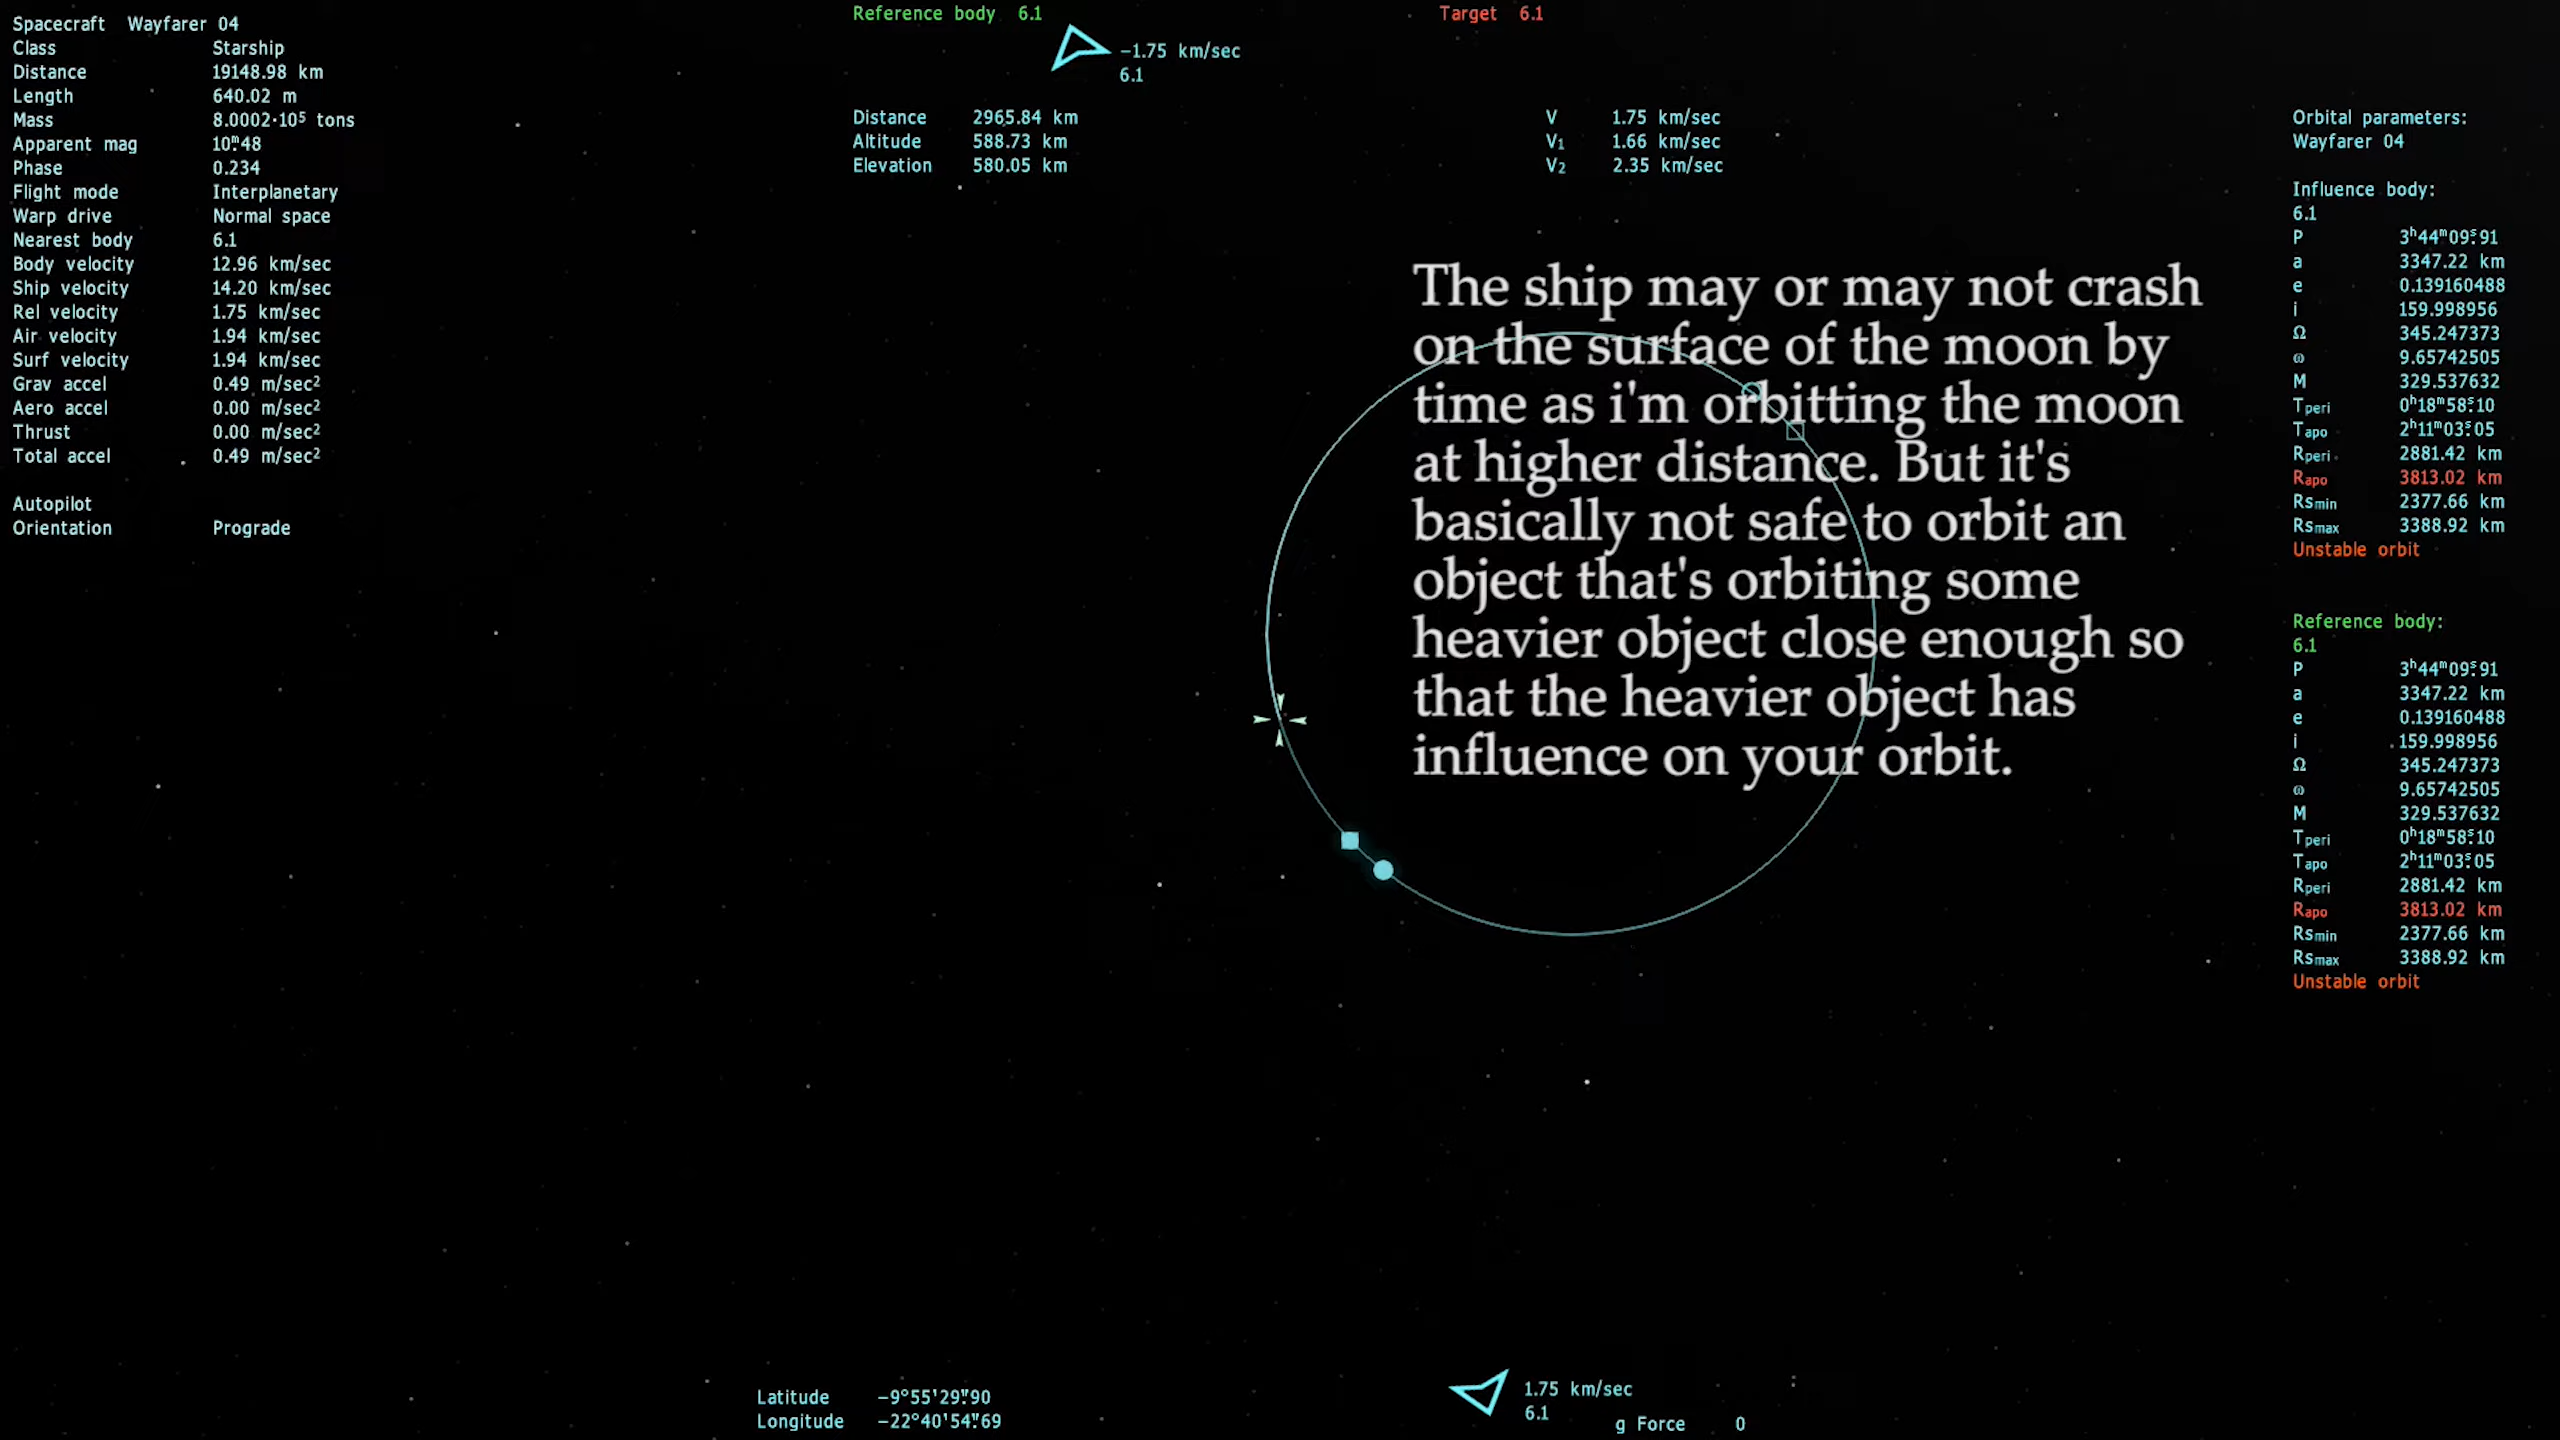 Spacecraft Wayfarer 04
Class Starship
Distance 19148.98 km
Length 640.02 m
Mass 8.0002·10⁵ tons
Apparent mag 10ᵐ.48
Phase 0.234
Flight mode Interplanetary
Warp drive Normal space
Nearest body 6.1
Body velocity 12.96 km/sec
Ship velocity 14.20 km/sec
Rel velocity 1.75 km/sec
Air velocity 1.94 km/sec
Surf velocity 1.94 km/sec
Grav accel 0.49 m/sec²
Aero accel 0.00 m/sec²
Thrust 0.00 m/sec²
Total accel 0.49 m/sec²
Autopilot
Orientation Prograde
Reference body 6.1
−1.75 km/sec
6.1
Distance 2965.84 km
Altitude 588.73 km
Elevation 580.05 km
Target 6.1
V 1.75 km/sec
V₁ 1.66 km/sec
V₂ 2.35 km/sec
The ship may or may not crash
on the surface of the moon by
time as i'm orbitting the moon
at higher distance. But it's
basically not safe to orbit an
object that's orbiting some
heavier object close enough so
that the heavier object has
influence on your orbit.
Orbital parameters:
Wayfarer 04
Influence body:
6.1
P 3ʰ44ᵐ09ˢ.91
a 3347.22 km
e 0.139160488
i 159.998956
Ω 345.247373
ω 9.65742505
M 329.537632
Tperi 0ʰ18ᵐ58ˢ.10
Tapo 2ʰ11ᵐ03ˢ.05
Rperi 2881.42 km
Rapo 3813.02 km
Rsmin 2377.66 km
Rsmax 3388.92 km
Unstable orbit
Reference body:
6.1
P 3ʰ44ᵐ09ˢ.91
a 3347.22 km
e 0.139160488
i 159.998956
Ω 345.247373
ω 9.65742505
M 329.537632
Tperi 0ʰ18ᵐ58ˢ.10
Tapo 2ʰ11ᵐ03ˢ.05
Rperi 2881.42 km
Rapo 3813.02 km
Rsmin 2377.66 km
Rsmax 3388.92 km
Unstable orbit
Latitude −9°55'29".90
Longitude −22°40'54".69
1.75 km/sec
6.1
g Force 0